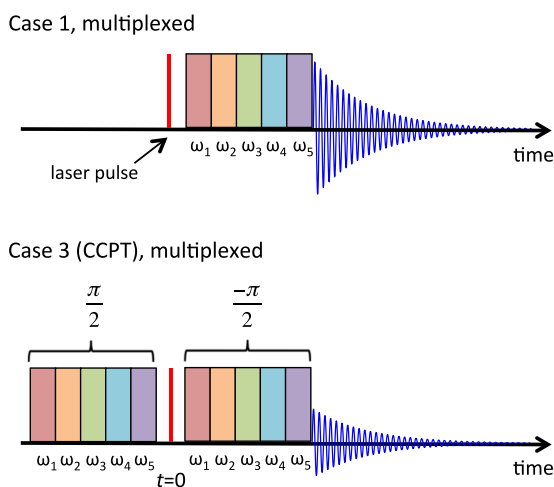 Case 1, multiplexed
ω₁ ω₂ ω₃ ω₄ ω₅
time
laser pulse
Case 3 (CCPT), multiplexed
π/2 -π/2
ω₁ ω₂ ω₃ ω₄ ω₅ ω₁ ω₂ ω₃ ω₄ ω₅
time
t=0